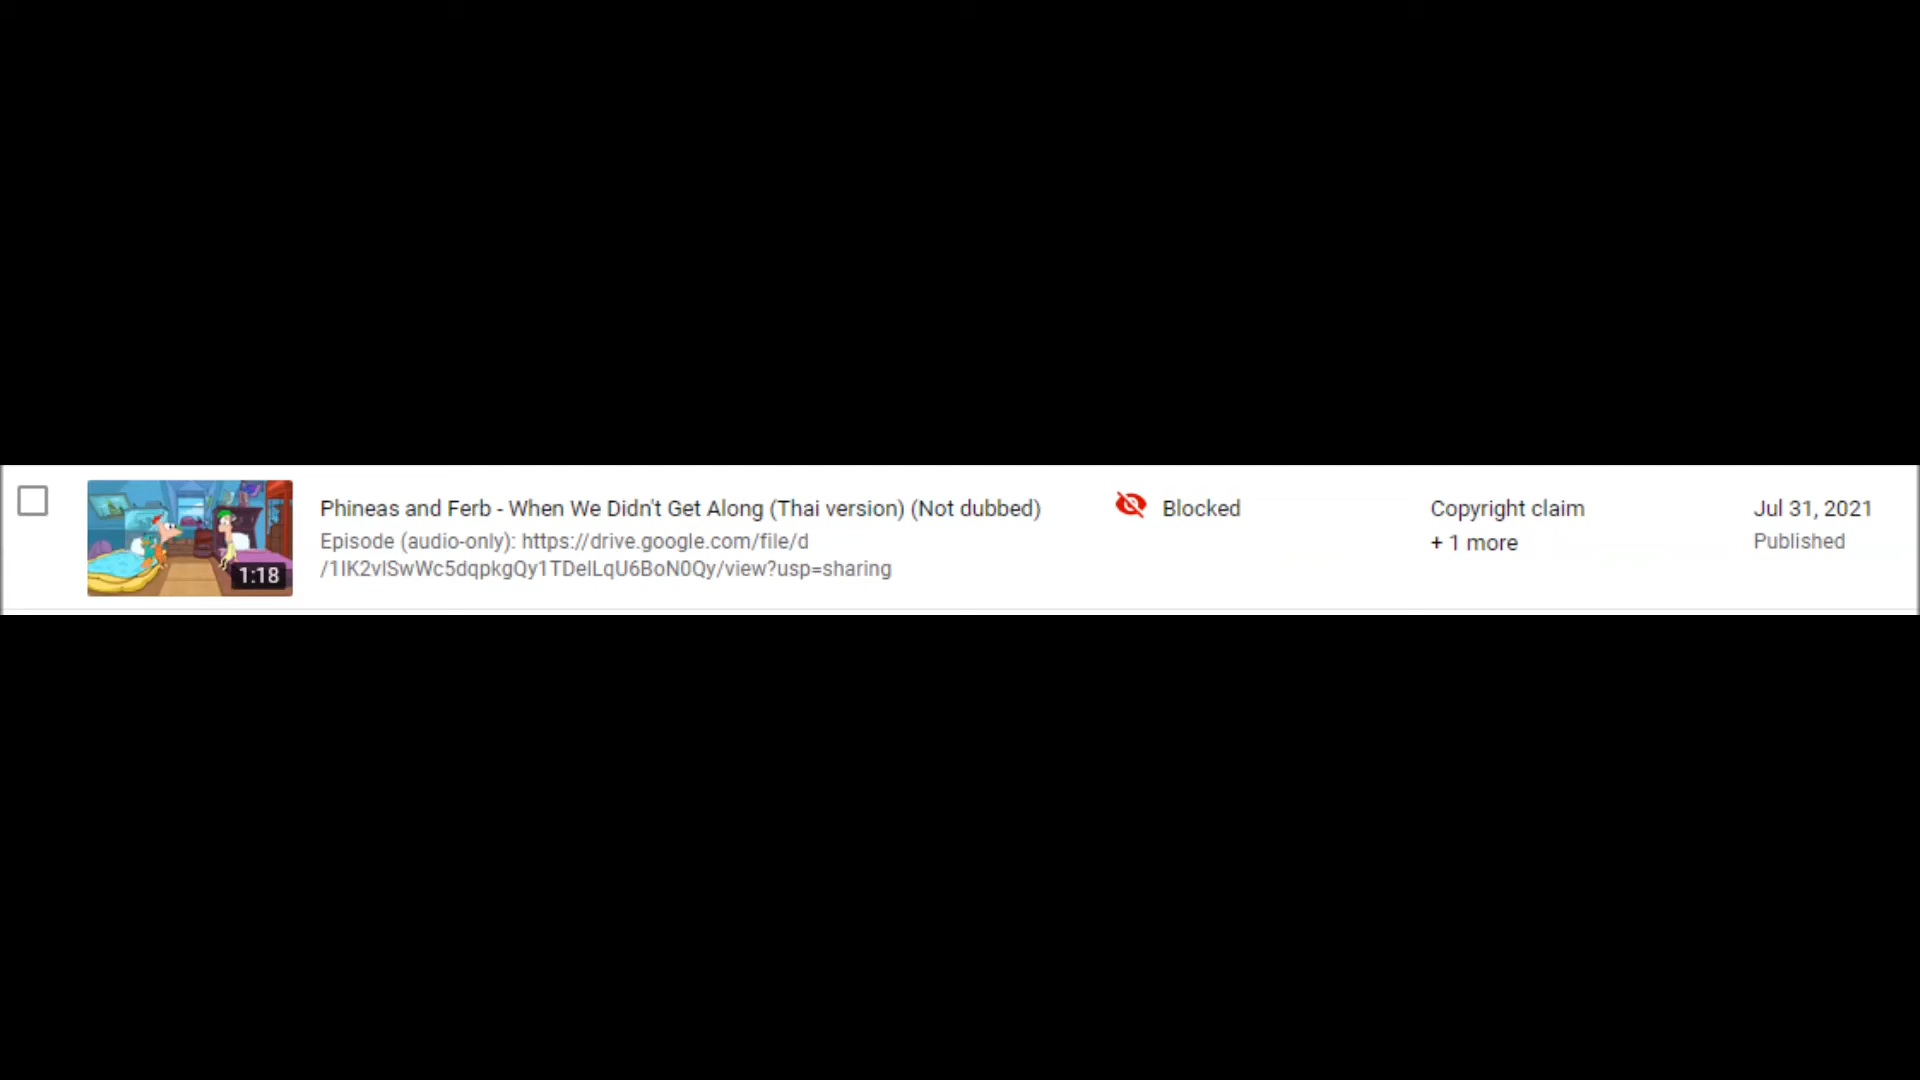 Phineas and Ferb - When We Didn't Get Along (Thai version) (Not dubbed)
Episode (audio-only): https://drive.google.com/file/d
/1IK2vISwWc5dqpkgQy1TDelLqU6BoN0Qy/view?usp=sharing
1:18
Blocked
Copyright claim
+ 1 more
Jul 31, 2021
Published